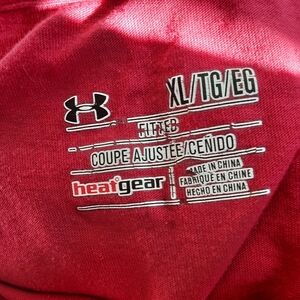 XL/TG/EG
FITTED
COUPE AJUSTÉE/CEÑIDO
heatgear
MADE IN CHINA
FABRIQUÉ EN CHINE
HECHO EN CHINA